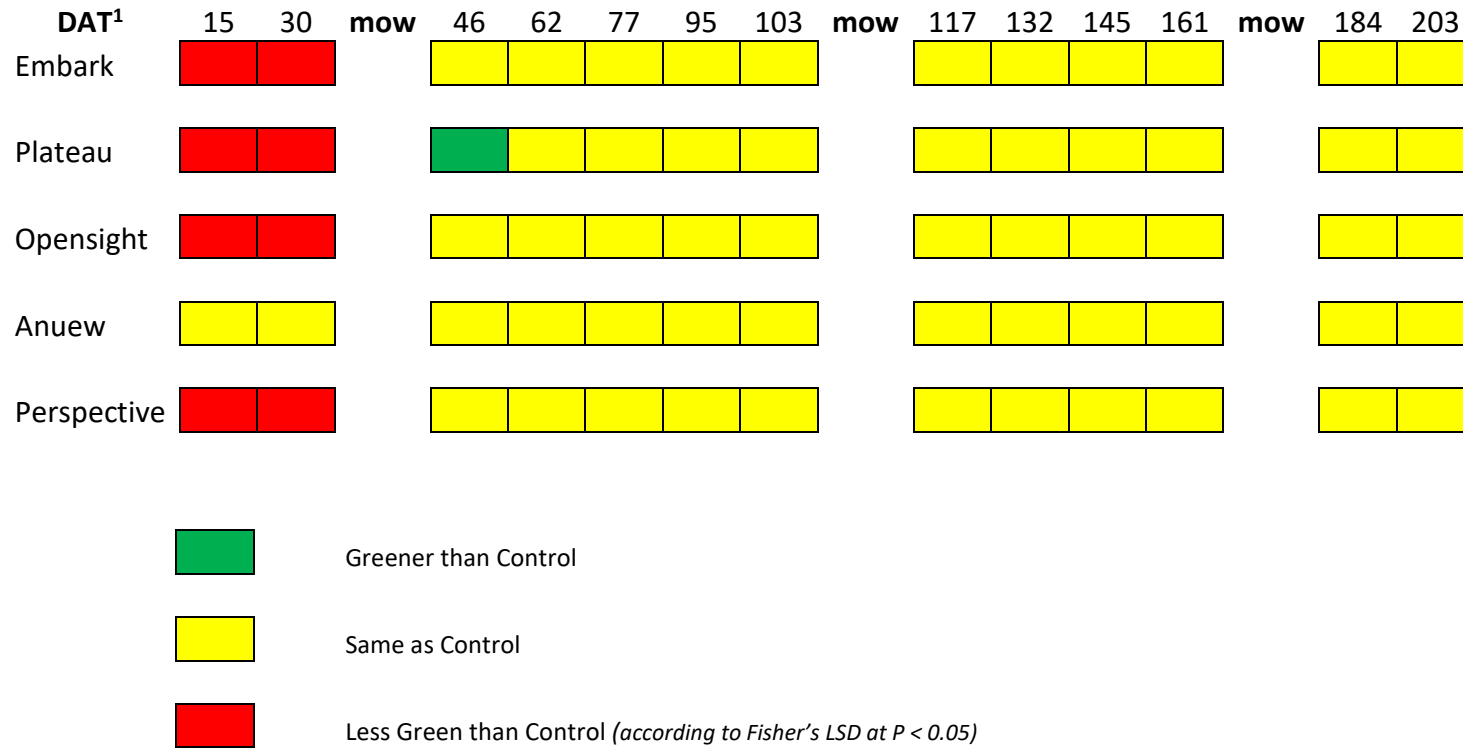 DAT¹ 15 30 mow 46 62 77 95 103 mow 117 132 145 161 mow 184 203
Embark
Plateau
Opensight
Anuew
Perspective
Greener than Control
Same as Control
Less Green than Control (according to Fisher’s LSD at P < 0.05)